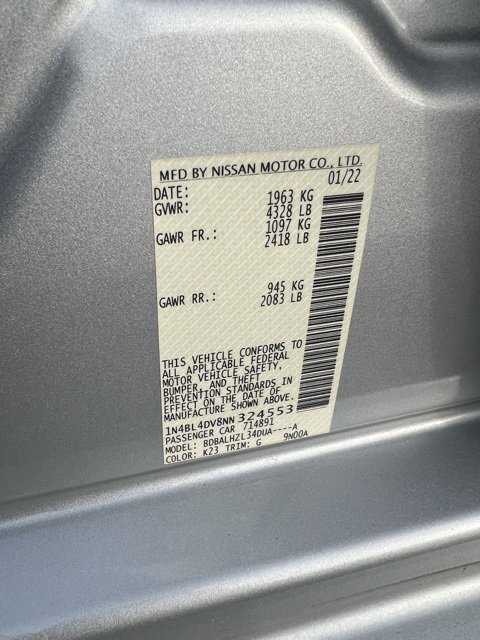 MFD BY NISSAN MOTOR CO., LTD.
DATE: 01/22
GVWR: 1963 KG
4328 LB
GAWR FR.: 1097 KG
2418 LB
GAWR RR.: 945 KG
2083 LB
THIS VEHICLE CONFORMS TO
ALL APPLICABLE FEDERAL
MOTOR VEHICLE SAFETY,
BUMPER, AND THEFT
PREVENTION STANDARDS IN
EFFECT ON THE DATE OF
MANUFACTURE SHOWN ABOVE.
1N4BL4DV8NN324553
PASSENGER CAR 714891
MODEL: BDBALHZL34DUA----A
COLOR: K23 TRIM: G 9N00A